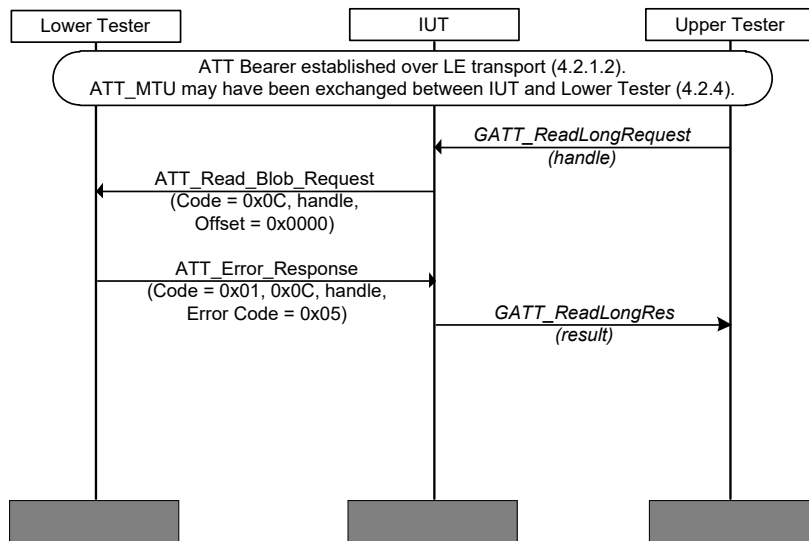 Lower Tester
IUT
Upper Tester
ATT Bearer established over LE transport (4.2.1.2).
ATT_MTU may have been exchanged between IUT and Lower Tester (4.2.4).
GATT_ReadLongRequest
(handle)
ATT_Read_Blob_Request
(Code = 0x0C, handle,
Offset = 0x0000)
ATT_Error_Response
(Code = 0x01, 0x0C, handle,
Error Code = 0x05)
GATT_ReadLongRes
(result)